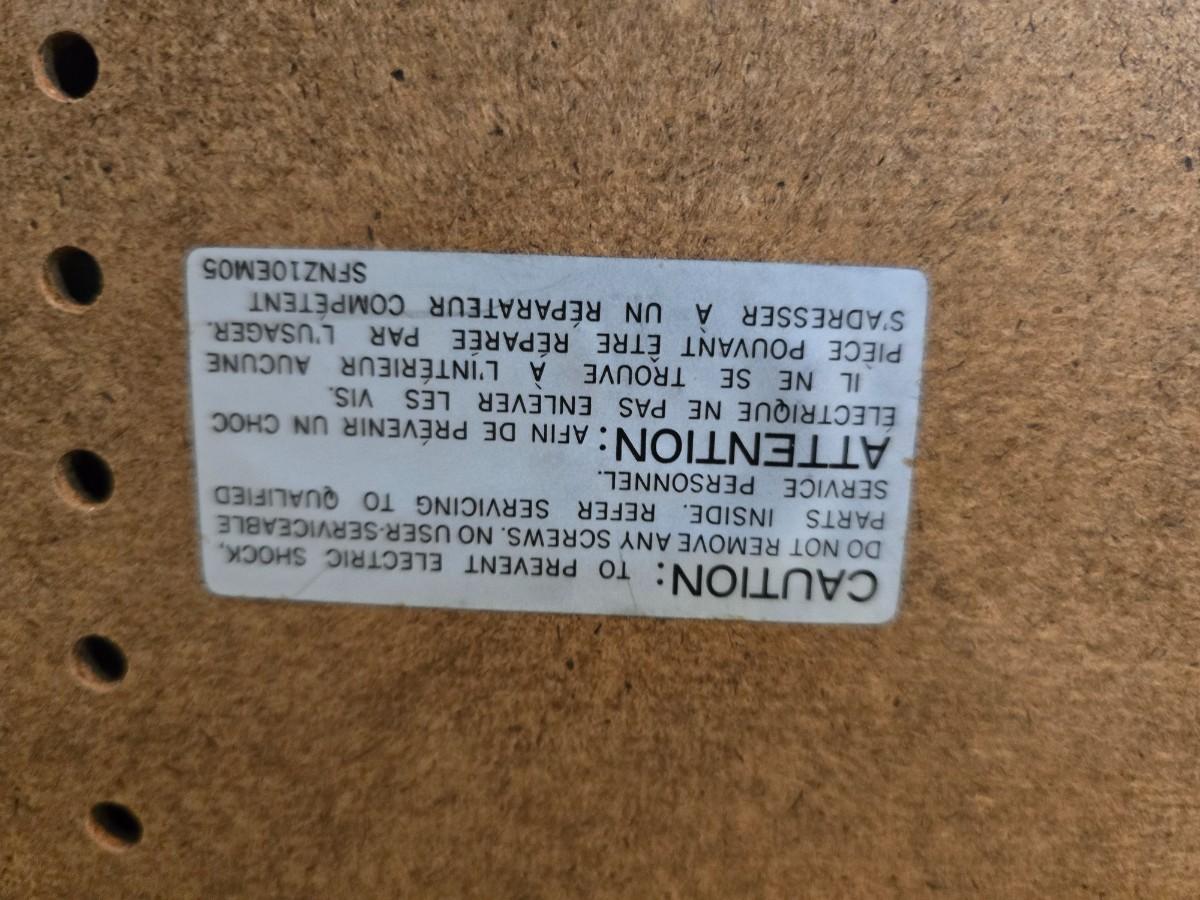 CAUTION: TO PREVENT ELECTRIC SHOCK,
DO NOT REMOVE ANY SCREWS. NO USER-SERVICEABLE
PARTS INSIDE. REFER SERVICING TO QUALIFIED
SERVICE PERSONNEL.
ATTENTION: AFIN DE PRÉVENIR UN CHOC
ÉLECTRIQUE NE PAS ENLEVER LES VIS.
IL NE SE TROUVE À L'INTÉRIEUR AUCUNE
PIÈCE POUVANT ÊTRE RÉPARÉE PAR L'USAGER.
S'ADRESSER À UN RÉPARATEUR COMPÉTENT
SFNZ10EM05